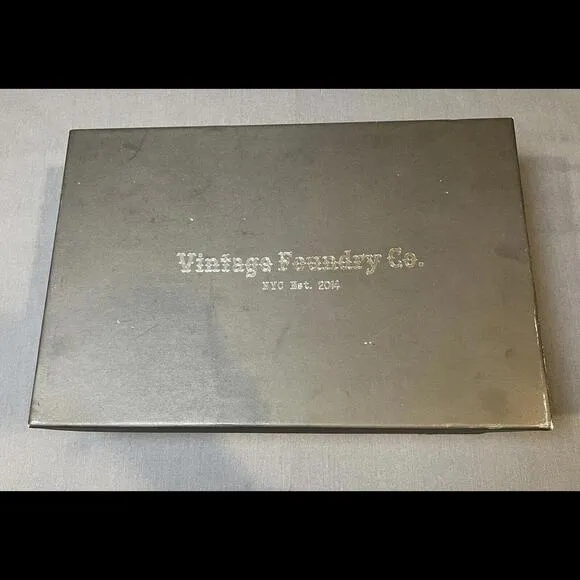 Vintage Foundry Co.
NYC Est. 2014